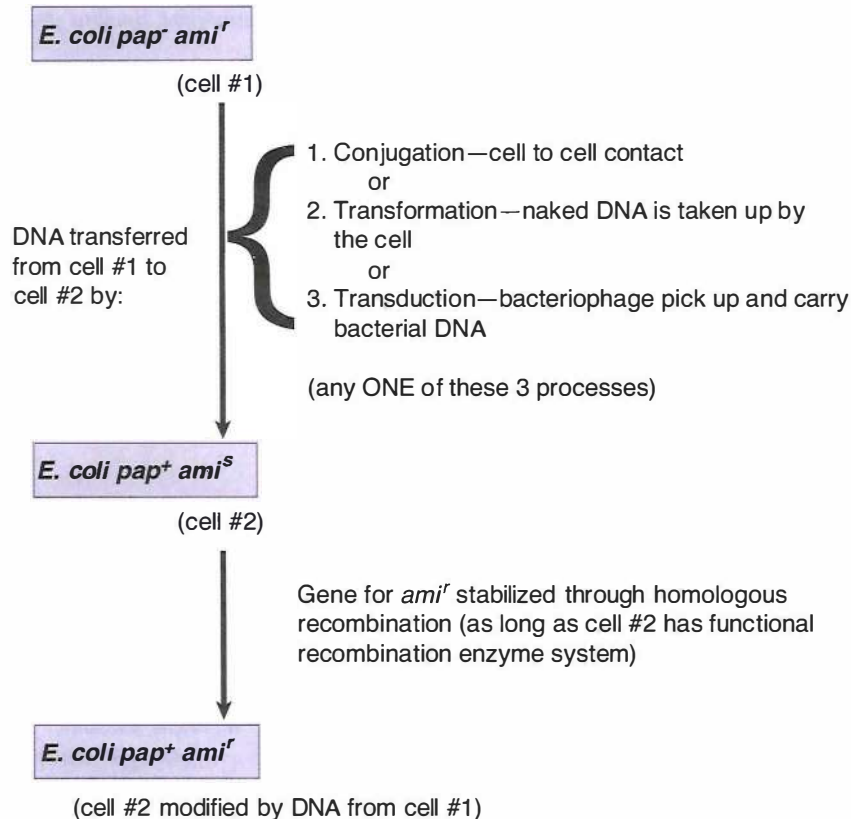 E. coli pap⁻ amiʳ
(cell #1)
1. Conjugation—cell to cell contact
or
2. Transformation—naked DNA is taken up by
the cell
or
3. Transduction—bacteriophage pick up and carry
bacterial DNA
(any ONE of these 3 processes)
DNA transferred
from cell #1 to
cell #2 by:
E. coli pap⁺ amiˢ
(cell #2)
Gene for amiʳ stabilized through homologous
recombination (as long as cell #2 has functional
recombination enzyme system)
E. coli pap⁺ amiʳ
(cell #2 modified by DNA from cell #1)